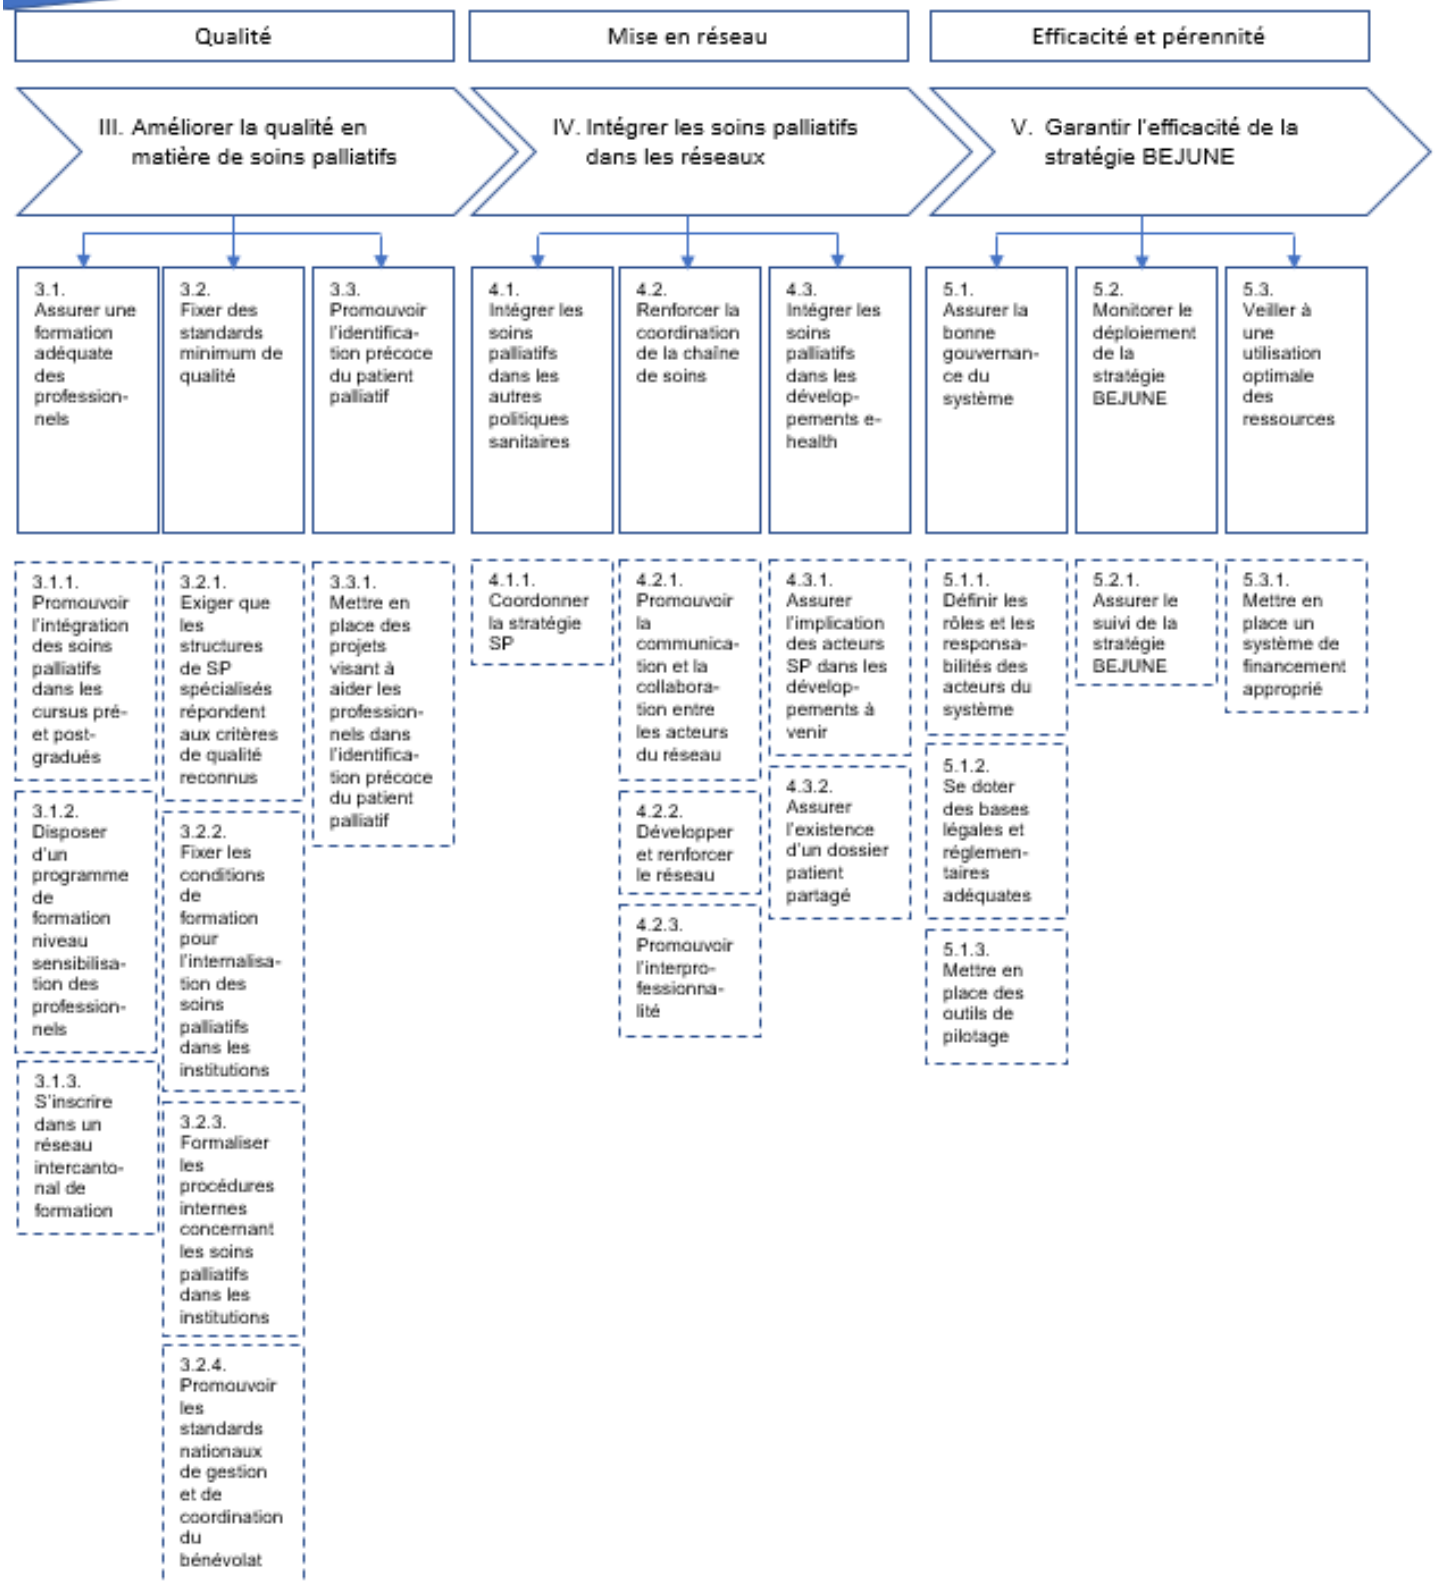 Qualité
Mise en réseau
Efficacité et pérennité
III. Améliorer la qualité en
matière de soins palliatifs
IV. Intégrer les soins palliatifs
dans les réseaux
V. Garantir l'efficacité de la
stratégie BEJUNE
3.1.
Assurer une
formation
adéquate
des
profession-
nels
3.2.
Fixer des
standards
minimum de
qualité
3.3.
Promouvoir
l'identifica-
tion précoce
du patient
palliatif
4.1.
Intégrer les
soins
palliatifs
dans les
autres
politiques
sanitaires
4.2.
Renforcer la
coordination
de la chaîne
de soins
4.3.
Intégrer les
soins
palliatifs
dans les
dévelop-
pements e-
health
5.1.
Assurer la
bonne
gouvernan-
ce du
système
5.2.
Monitorer le
déploiement
de la
stratégie
BEJUNE
5.3.
Veiller à
une
utilisation
optimale
des
ressources
3.1.1.
Promouvoir
l'intégration
des soins
palliatifs
dans les
cursus pré-
et post-
gradués
3.1.2.
Disposer
d'un
programme
de
formation
niveau
sensibilisa-
tion des
profession-
nels
3.1.3.
S'inscrire
dans un
réseau
intercanto-
nal de
formation
3.2.1.
Exiger que
les
structures
de SP
spécialisés
répondent
aux critères
de qualité
reconnus
3.2.2.
Fixer les
conditions
de
formation
pour
l'internalisa-
tion des
soins
palliatifs
dans les
institutions
3.2.3.
Formaliser
les
procédures
internes
concernant
les soins
palliatifs
dans les
institutions
3.2.4.
Promouvoir
les
standards
nationaux
de gestion
et de
coordination
du
bénévolat
3.3.1.
Mettre en
place des
projets
visant à
aider les
profession-
nels dans
l'identifica-
tion précoce
du patient
palliatif
4.1.1.
Coordonner
la stratégie
SP
4.2.1.
Promouvoir
la
communica-
tion et la
collabora-
tion entre
les acteurs
du réseau
4.2.2.
Développer
et renforcer
le réseau
4.2.3.
Promouvoir
l'interpro-
fessionna-
lité
4.3.1.
Assurer
l'implication
des acteurs
SP dans les
dévelop-
pements à
venir
4.3.2.
Assurer
l'existence
d'un dossier
patient
partagé
5.1.1.
Définir les
rôles et les
responsa-
bilités des
acteurs du
système
5.1.2.
Se doter
des bases
légales et
réglemen-
taires
adéquates
5.1.3.
Mettre en
place des
outils de
pilotage
5.2.1.
Assurer le
suivi de la
stratégie
BEJUNE
5.3.1.
Mettre en
place un
système de
financement
approprié